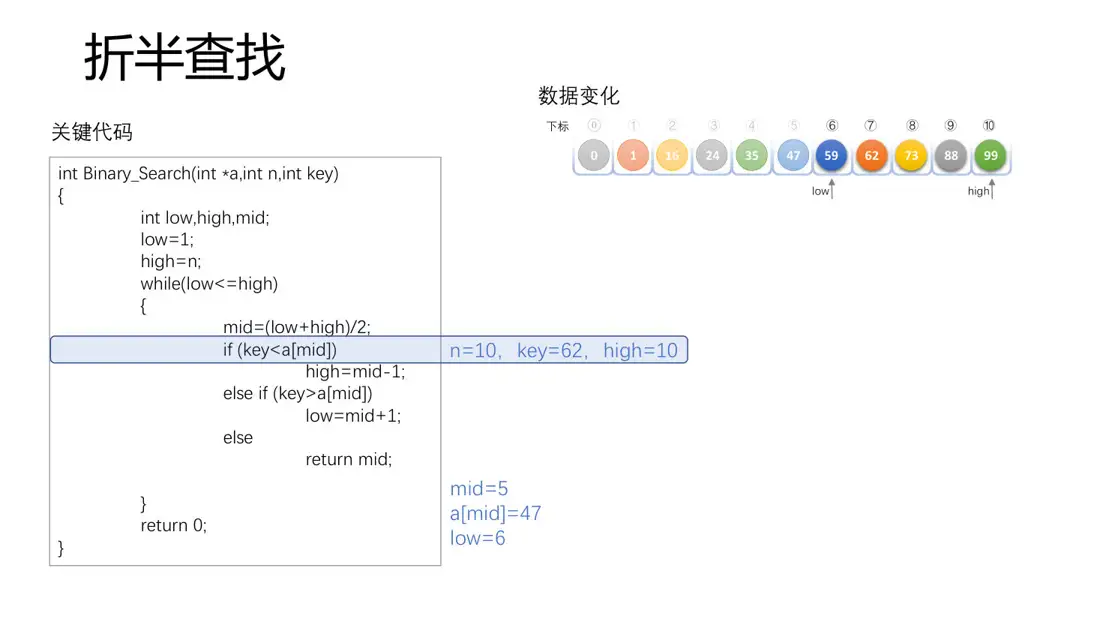 折半查找
数据变化
下标 ⓪ ① ② ③ ④ ⑤ ⑥ ⑦ ⑧ ⑨ ⑩
0 1 16 24 35 47 59 62 73 88 99
low high
关键代码
int Binary_Search(int *a,int n,int key)
{
int low,high,mid;
low=1;
high=n;
while(low<=high)
{
mid=(low+high)/2;
if (key<a[mid]) n=10, key=62, high=10
high=mid-1;
else if (key>a[mid])
low=mid+1;
else
return mid;
}
return 0;
}
mid=5
a[mid]=47
low=6